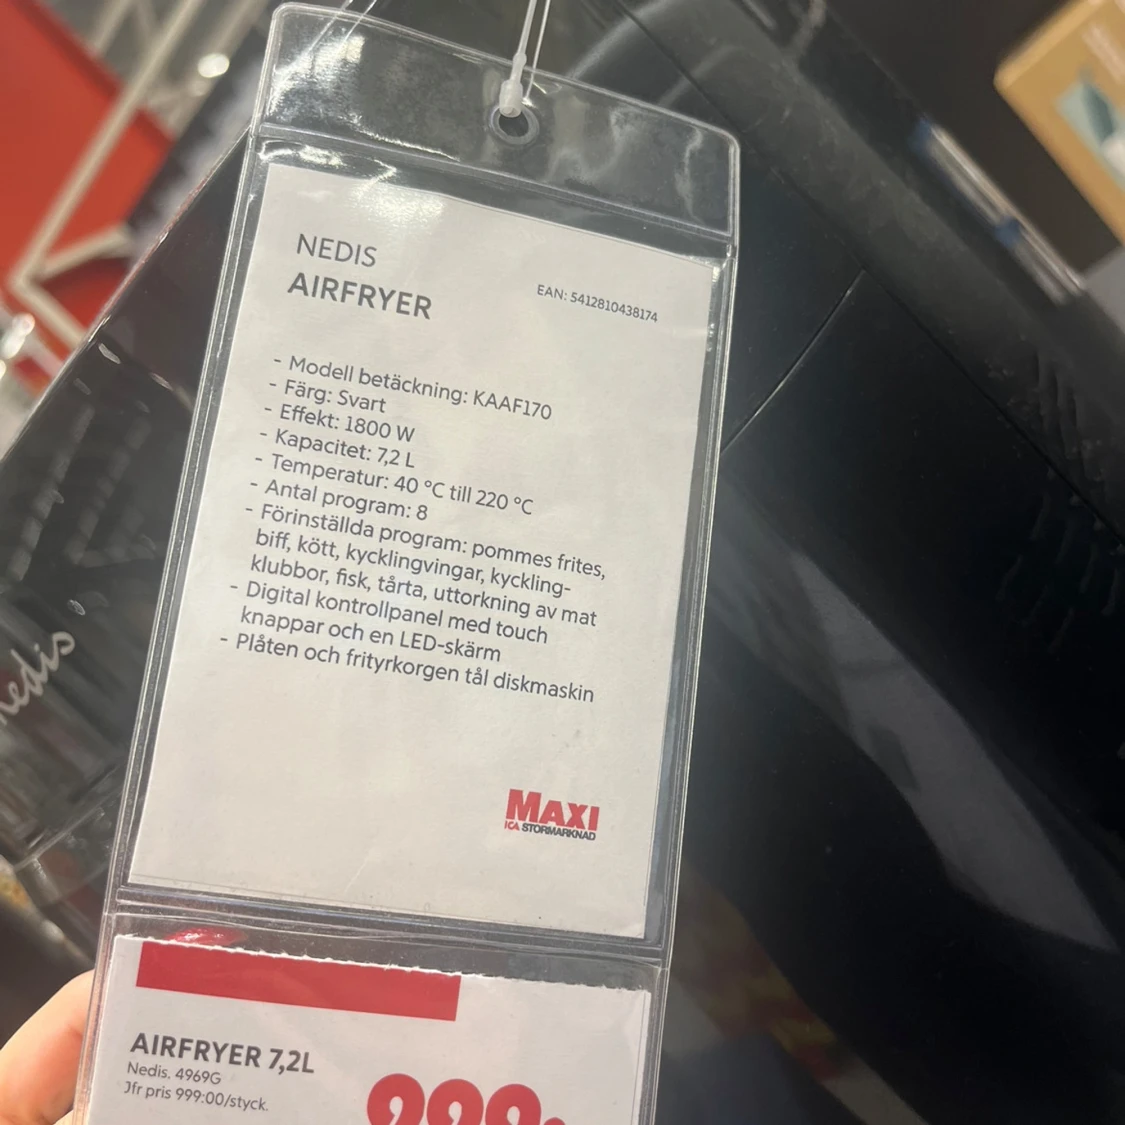 NEDIS
AIRFRYER
EAN: 5412810438174
- Modell betäckning: KAAF170
- Färg: Svart
- Effekt: 1800 W
- Kapacitet: 7,2 L
- Temperatur: 40 °C till 220 °C
- Antal program: 8
- Förinställda program: pommes frites,
biff, kött, kycklingvingar, kyckling-
klubbor, fisk, tårta, uttorkning av mat
- Digital kontrollpanel med touch
knappar och en LED-skärm
- Plåten och frityrkorgen tål diskmaskin
nedis
MAXI
ICA STORMARKNAD
AIRFRYER 7,2L
Nedis. 4969G
Jfr pris 999:00/styck.
999: